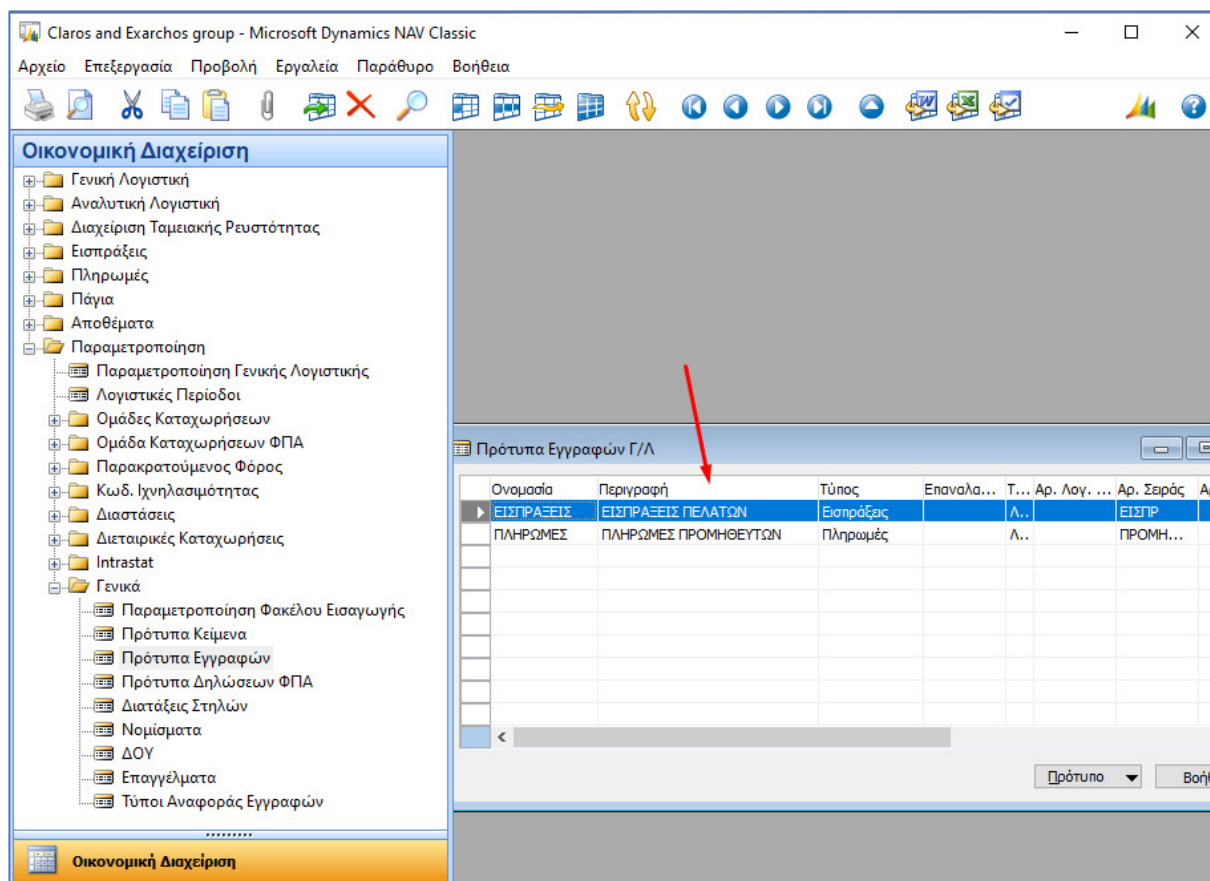 Claros and Exarchos group - Microsoft Dynamics NAV Classic
Αρχείο Επεξεργασία Προβολή Εργαλεία Παράθυρο Βοήθεια
Οικονομική Διαχείριση
Γενική Λογιστική
Αναλυτική Λογιστική
Διαχείριση Ταμειακής Ρευστότητας
Εισπράξεις
Πληρωμές
Πάγια
Αποθέματα
Παραμετροποίηση
Παραμετροποίηση Γενικής Λογιστικής
Λογιστικές Περίοδοι
Ομάδες Καταχωρήσεων
Ομάδα Καταχωρήσεων ΦΠΑ
Παρακρατούμενος Φόρος
Κωδ. Ιχνηλασιμότητας
Διαστάσεις
Διεταιρικές Καταχωρήσεις
Intrastat
Γενικά
Παραμετροποίηση Φακέλου Εισαγωγής
Πρότυπα Κείμενα
Πρότυπα Εγγραφών
Πρότυπα Δηλώσεων ΦΠΑ
Διατάξεις Στηλών
Νομίσματα
ΔΟΥ
Επαγγέλματα
Τύποι Αναφοράς Εγγραφών
Οικονομική Διαχείριση
Πρότυπα Εγγραφών Γ/Λ
Ονομασία Περιγραφή Τύπος Επαναλα... Τ... Αρ. Λογ. ... Αρ. Σειράς
ΕΙΣΠΡΑΞΕΙΣ ΕΙΣΠΡΑΞΕΙΣ ΠΕΛΑΤΩΝ Εισπράξεις Λ.. ΕΙΣΠΡ
ΠΛΗΡΩΜΕΣ ΠΛΗΡΩΜΕΣ ΠΡΟΜΗΘΕΥΤΩΝ Πληρωμές Λ.. ΠΡΟΜΗ...
Πρότυπο